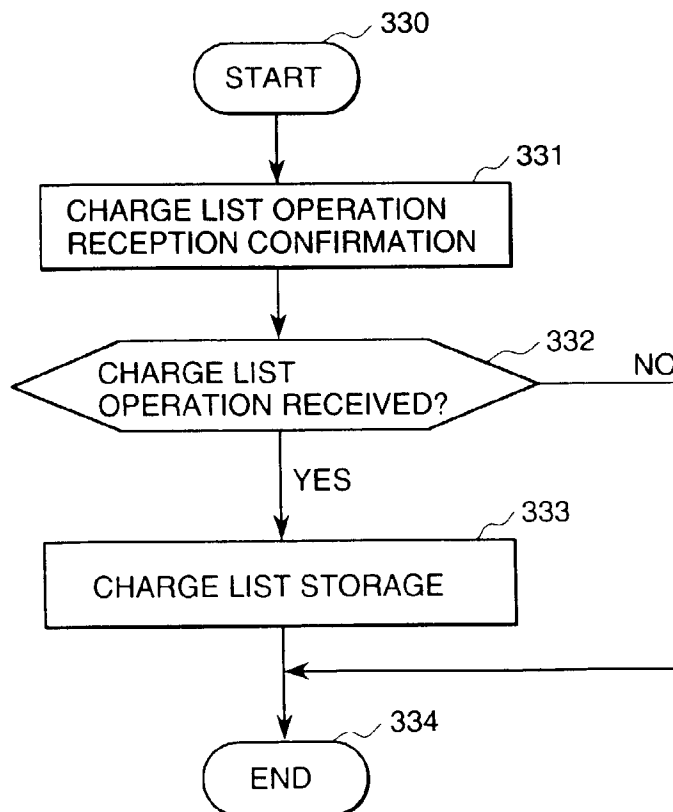 330
START
331
CHARGE LIST OPERATION
RECEPTION CONFIRMATION
332
CHARGE LIST
OPERATION RECEIVED?
NO
YES
333
CHARGE LIST STORAGE
334
END